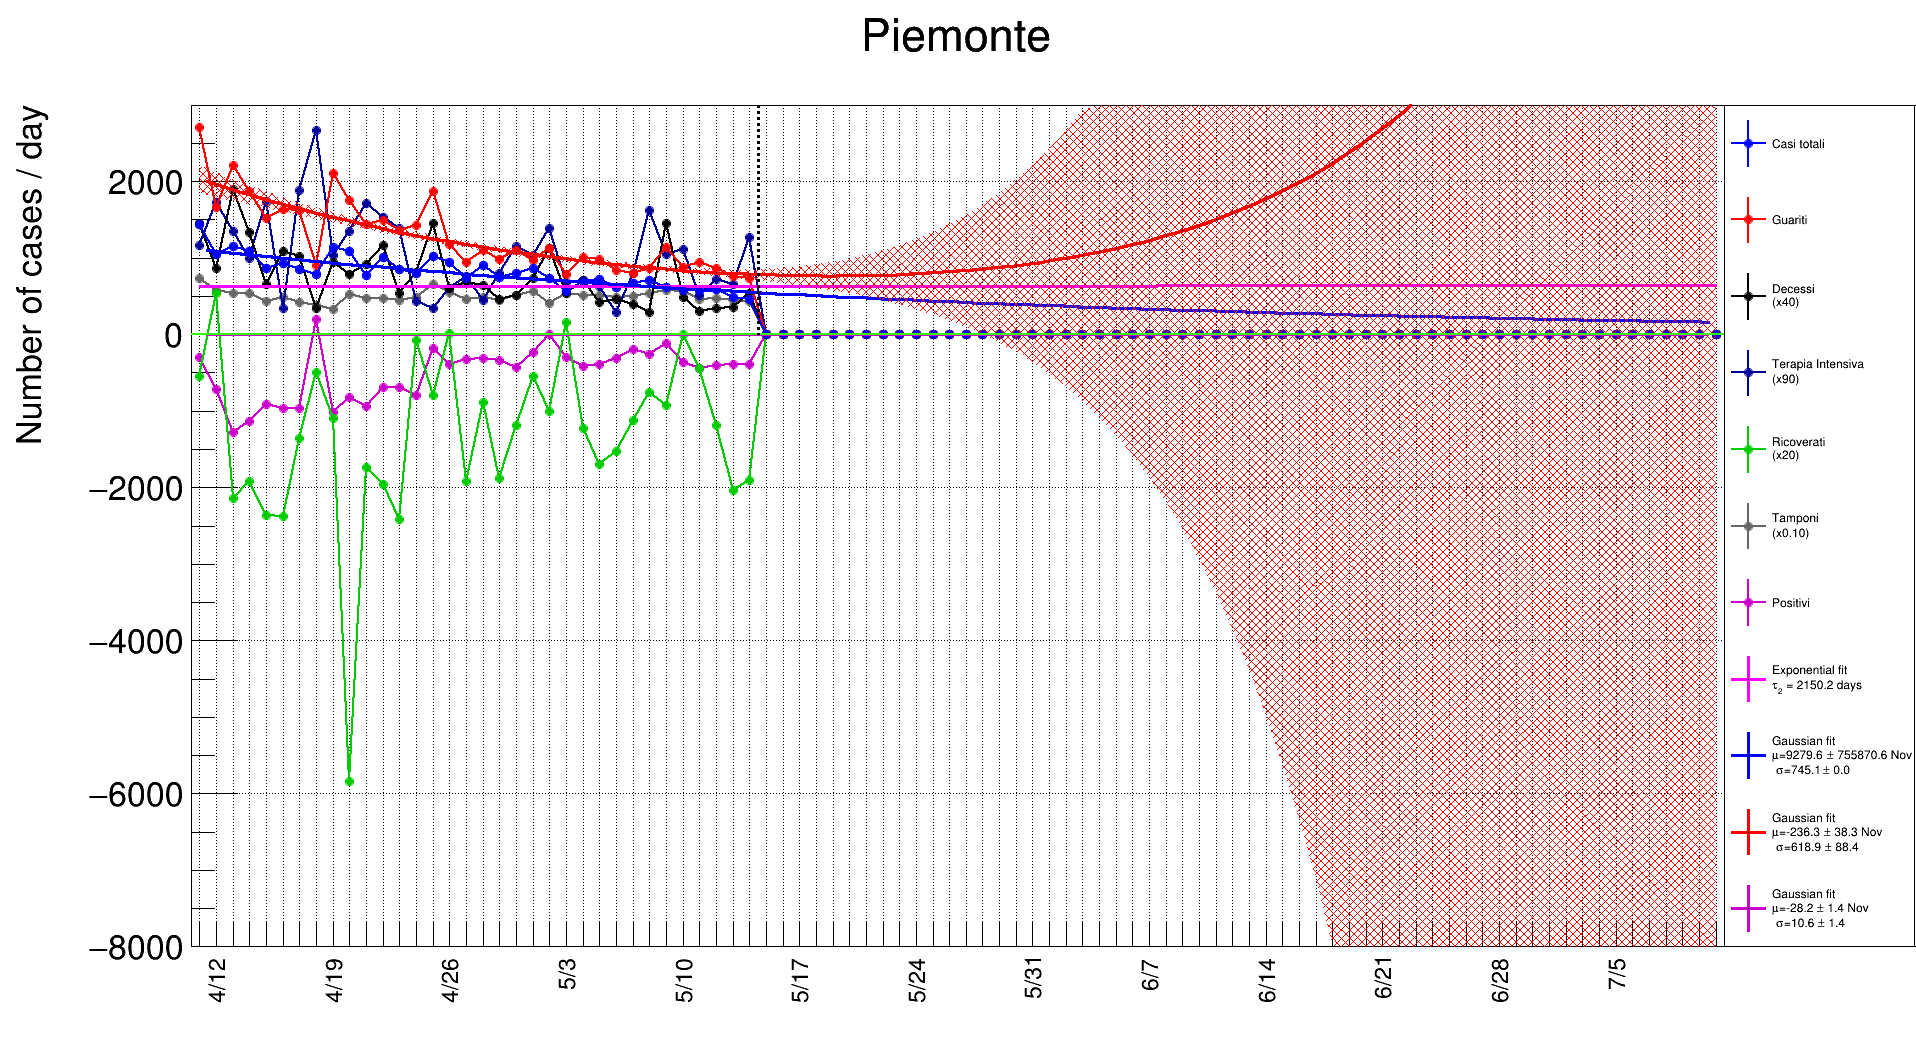 Piemonte
Number of cases / day
2000
0
−2000
−4000
−6000
−8000
4/12
4/19
4/26
5/3
5/10
5/17
5/24
5/31
6/7
6/14
6/21
6/28
7/5
Casi totali
Guariti
Decessi
(x40)
Terapia Intensiva
(x90)
Ricoverati
(x20)
Tamponi
(x0.10)
Positivi
Exponential fit
τ2 = 2150.2 days
Gaussian fit
μ=9279.6 ± 755870.6 Nov
σ=745.1 ± 0.0
Gaussian fit
μ=-236.3 ± 38.3 Nov
σ=618.9 ± 88.4
Gaussian fit
μ=-28.2 ± 1.4 Nov
σ=10.6 ± 1.4